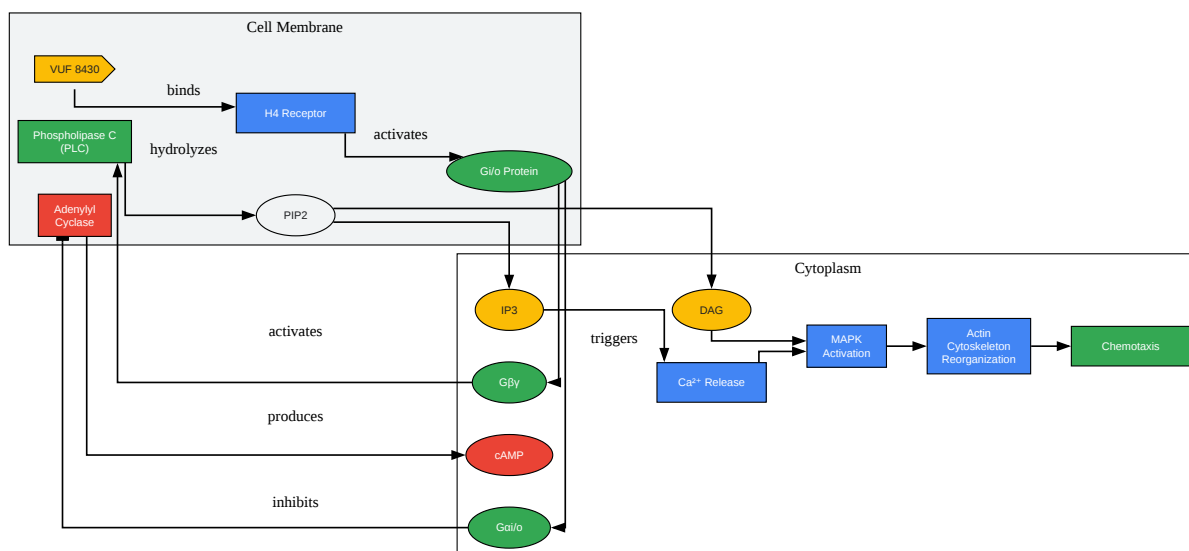 Cell Membrane
VUF 8430
binds
H4 Receptor
activates
Phospholipase C
(PLC)
hydrolyzes
Gi/o Protein
Adenylyl
Cyclase
PIP2
Cytoplasm
IP3
DAG
triggers
MAPK
Activation
Actin
Cytoskeleton
Reorganization
Chemotaxis
activates
Gβγ
Ca²⁺ Release
produces
cAMP
inhibits
Gαi/o